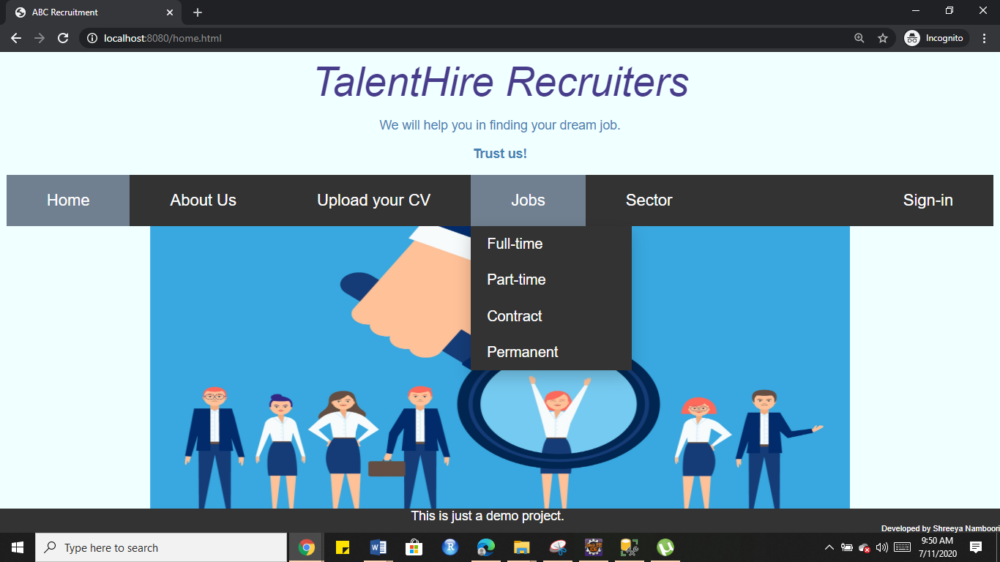 ABC Recruitment
localhost:8080/home.html
Incognito
TalentHire Recruiters
We will help you in finding your dream job.
Trust us!
Home About Us Upload your CV Jobs Sector Sign-in
Full-time
Part-time
Contract
Permanent
This is just a demo project.
Developed by Shreeya Namboori
Type here to search
9:50 AM
7/11/2020